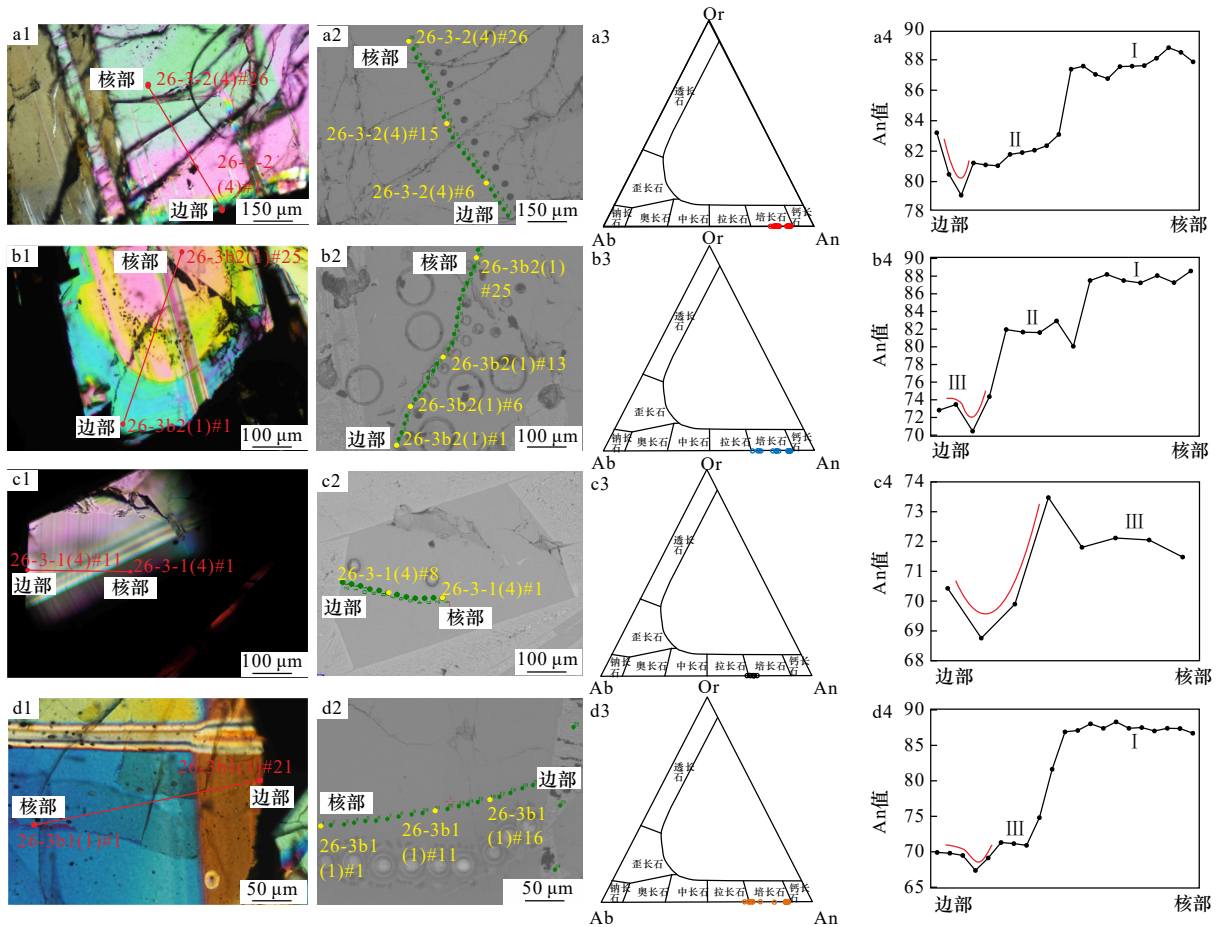 a1
核部
26-3-2(4)#26
26-3-2
(4)#1
边部
150 μm
a2
26-3-2(4)#26
核部
26-3-2(4)#15
26-3-2(4)#6
边部
150 μm
a3
Or
透长石
歪长石
钠长石
奥长石
中长石
拉长石
培长石
钙长石
Ab
An
a4
An值
90
88
86
84
82
80
78
I
II
边部
核部
b1
核部
26-3b2(1)#25
边部
26-3b2(1)#1
100 μm
b2
核部
26-3b2(1)
#25
26-3b2(1)#13
26-3b2(1)#6
边部
26-3b2(1)#1
100 μm
b3
Or
透长石
歪长石
钠长石
奥长石
中长石
拉长石
培长石
钙长石
Ab
An
b4
An值
90
88
86
84
82
80
78
76
74
72
70
I
II
III
边部
核部
c1
26-3-1(4)#11
26-3-1(4)#1
边部
核部
100 μm
c2
26-3-1(4)#8
26-3-1(4)#1
边部
核部
100 μm
c3
Or
透长石
歪长石
钠长石
奥长石
中长石
拉长石
培长石
钙长石
Ab
An
c4
An值
74
73
72
71
70
69
68
III
边部
核部
d1
26-3b1(1)#21
边部
核部
26-3b1(1)#1
50 μm
d2
边部
核部
26-3b1
(1)#1
26-3b1
(1)#11
26-3b1
(1)#16
50 μm
d3
Or
透长石
歪长石
钠长石
奥长石
中长石
拉长石
培长石
钙长石
Ab
An
d4
An值
90
85
80
75
70
65
I
III
边部
核部